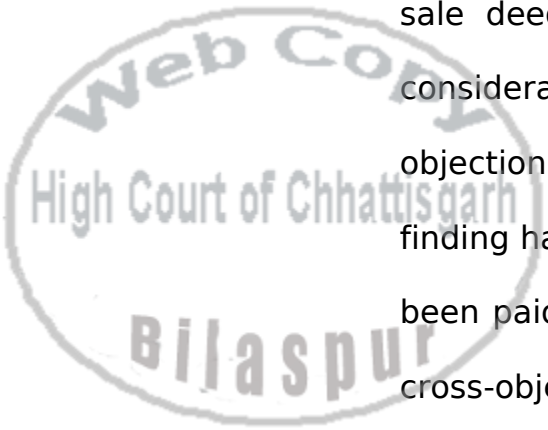 Web Copy
High Court of Chhattisgarh
Bilaspur
sale deed
considera
objection
finding ha
been paid
cross-obje